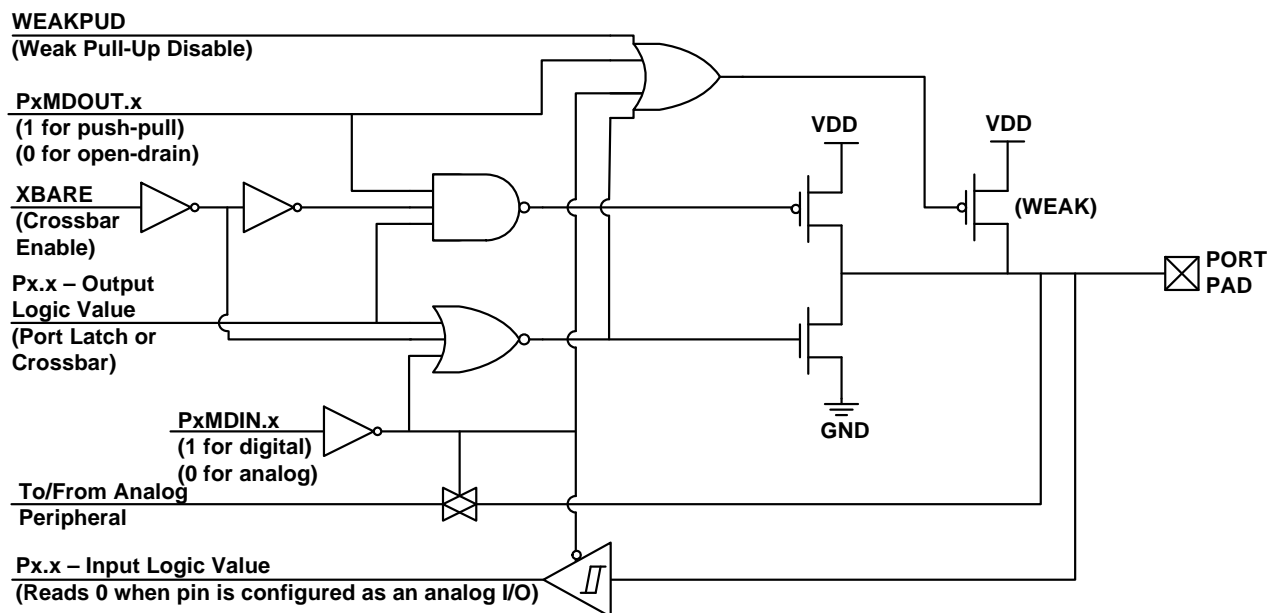 WEAKPUD
(Weak Pull-Up Disable)
PxMDOUT.x
(1 for push-pull)
(0 for open-drain)
XBARE
(Crossbar
Enable)
Px.x – Output
Logic Value
(Port Latch or
Crossbar)
PxMDIN.x
(1 for digital)
(0 for analog)
To/From Analog
Peripheral
Px.x – Input Logic Value
(Reads 0 when pin is configured as an analog I/O)
VDD
VDD
(WEAK)
PORT
PAD
GND